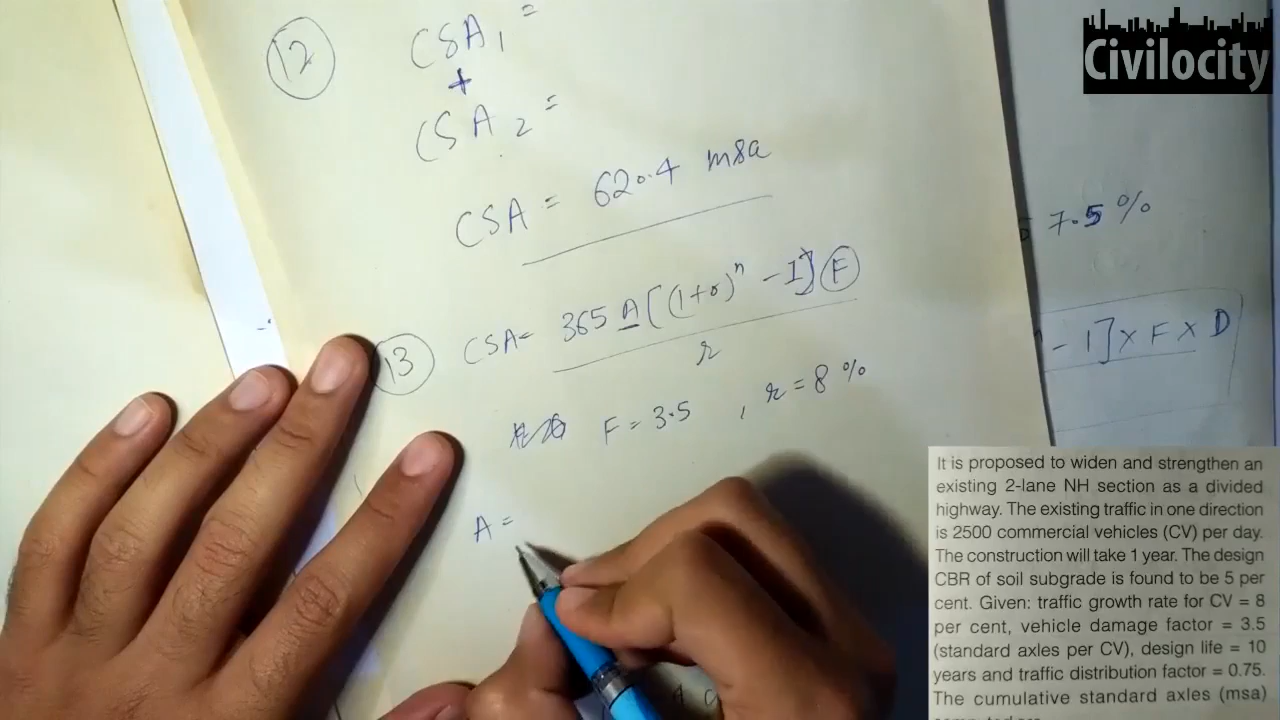 Civilocity
12
CSA1 =
+
CSA2 =
CSA = 620.4 msa
7.5 %
13 CSA = 365 A [(1+r)^n - 1] F
r
- 1] x F x D
F = 3.5 , r = 8 %
A =
It is proposed to widen and strengthen an
existing 2-lane NH section as a divided
highway. The existing traffic in one direction
is 2500 commercial vehicles (CV) per day.
The construction will take 1 year. The design
CBR of soil subgrade is found to be 5 per
cent. Given: traffic growth rate for CV = 8
per cent, vehicle damage factor = 3.5
(standard axles per CV), design life = 10
years and traffic distribution factor = 0.75.
The cumulative standard axles (msa)